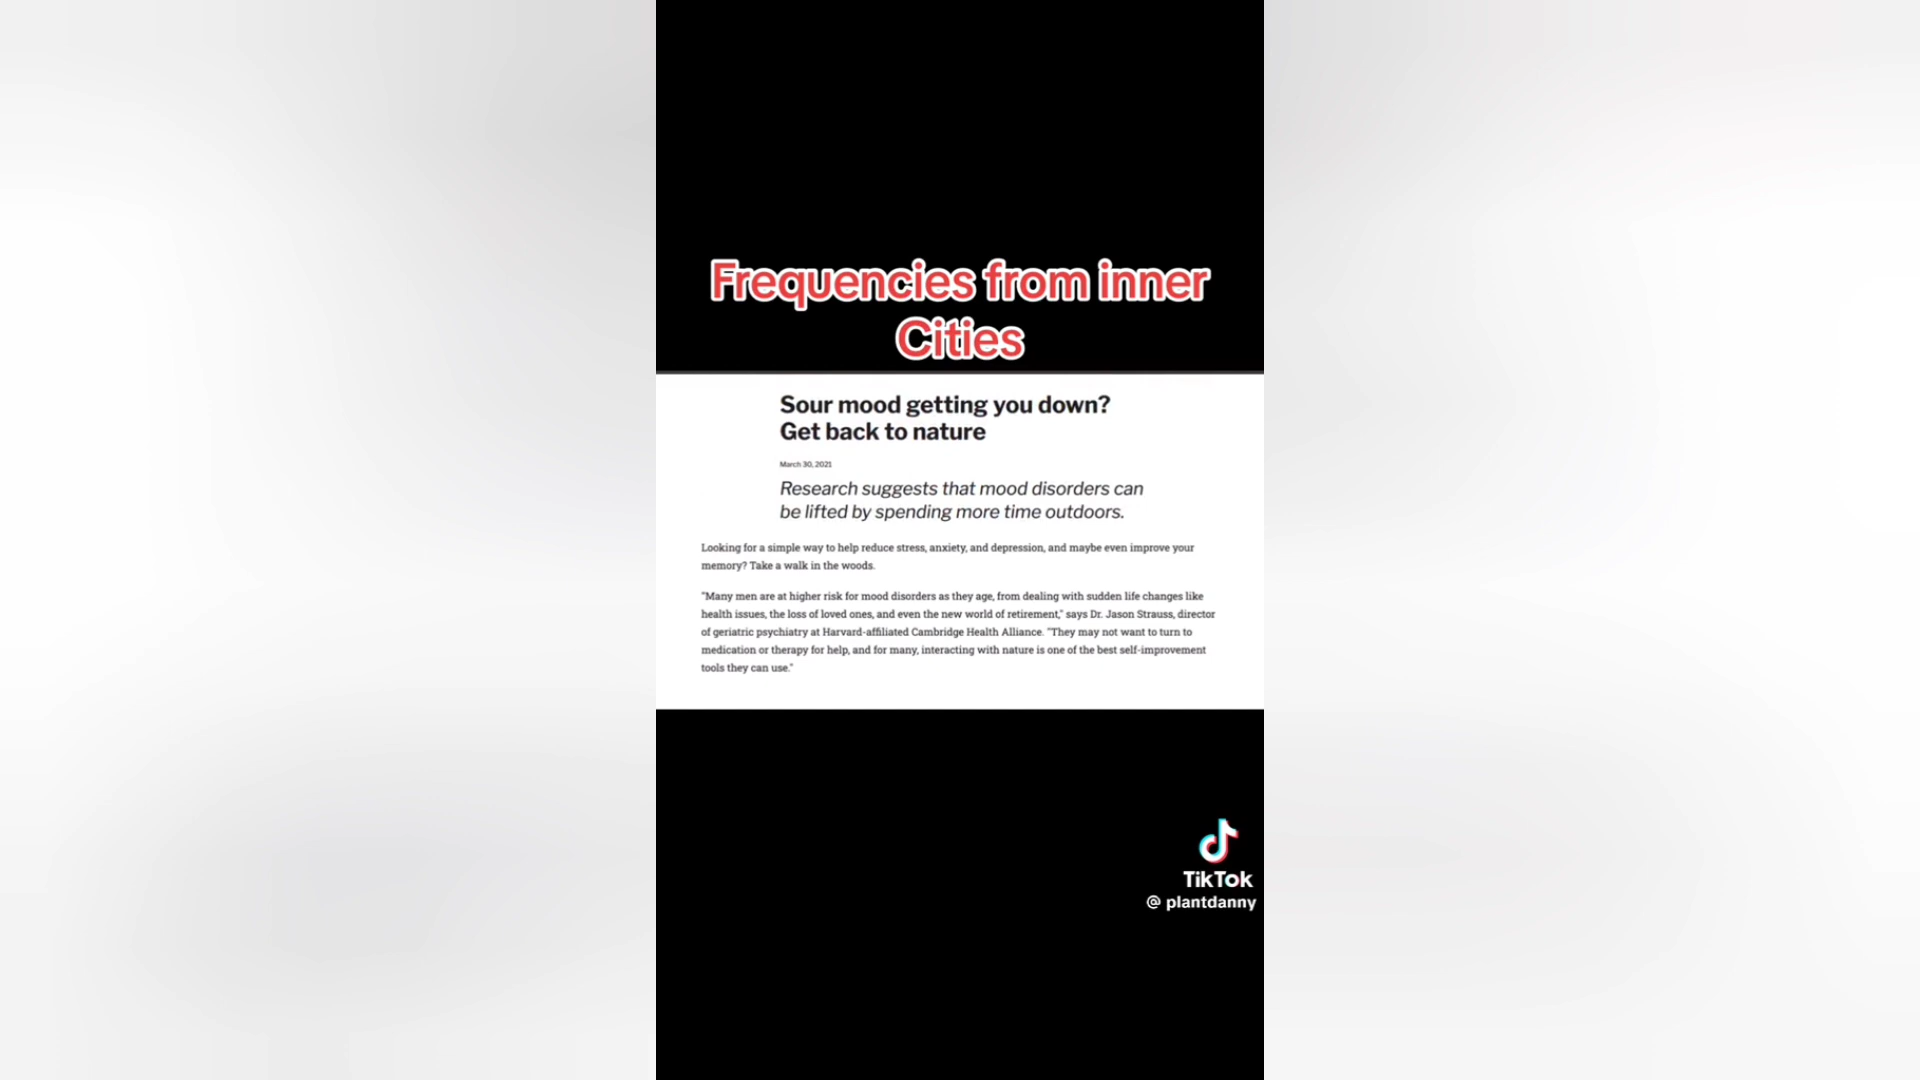 Frequencies from inner
Cities
Sour mood getting you down?
Get back to nature
March 30, 2021
Research suggests that mood disorders can
be lifted by spending more time outdoors.
Looking for a simple way to help reduce stress, anxiety, and depression, and maybe even improve your
memory? Take a walk in the woods.
"Many men are at higher risk for mood disorders as they age, from dealing with sudden life changes like
health issues, the loss of loved ones, and even the new world of retirement," says Dr. Jason Strauss, director
of geriatric psychiatry at Harvard-affiliated Cambridge Health Alliance. "They may not want to turn to
medication or therapy for help, and for many, interacting with nature is one of the best self-improvement
tools they can use."
TikTok
@ plantdanny